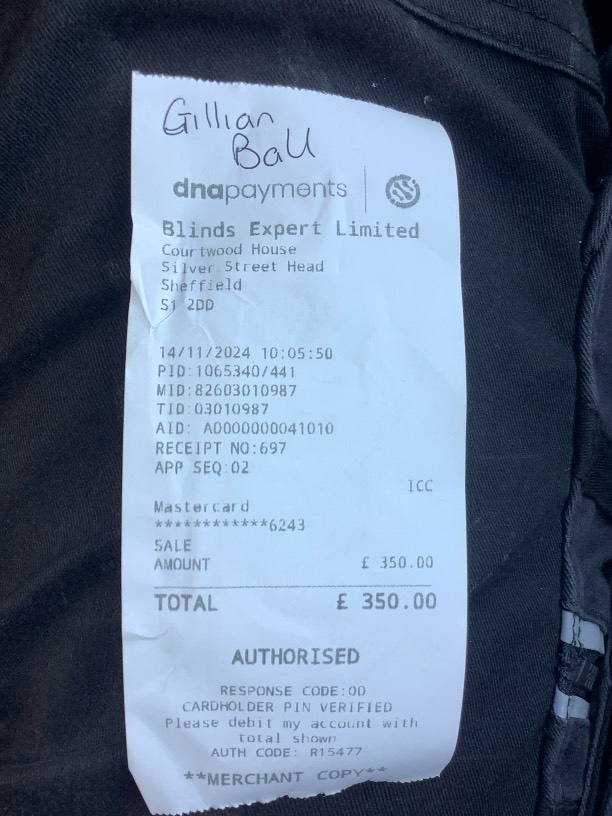 Gillian
Ball
dnapayments
Blinds Expert Limited
Courtwood House
Silver Street Head
Sheffield
S1 2DD
14/11/2024 10:05:50
PID:1065340/441
MID:82603010987
TID:03010987
AID: A0000000041010
RECEIPT NO:697
APP SEQ:02
ICC
Mastercard
************6243
SALE
AMOUNT £ 350.00
TOTAL £ 350.00
AUTHORISED
RESPONSE CODE:00
CARDHOLDER PIN VERIFIED
Please debit my account with
total shown
AUTH CODE: R15477
**MERCHANT COPY**